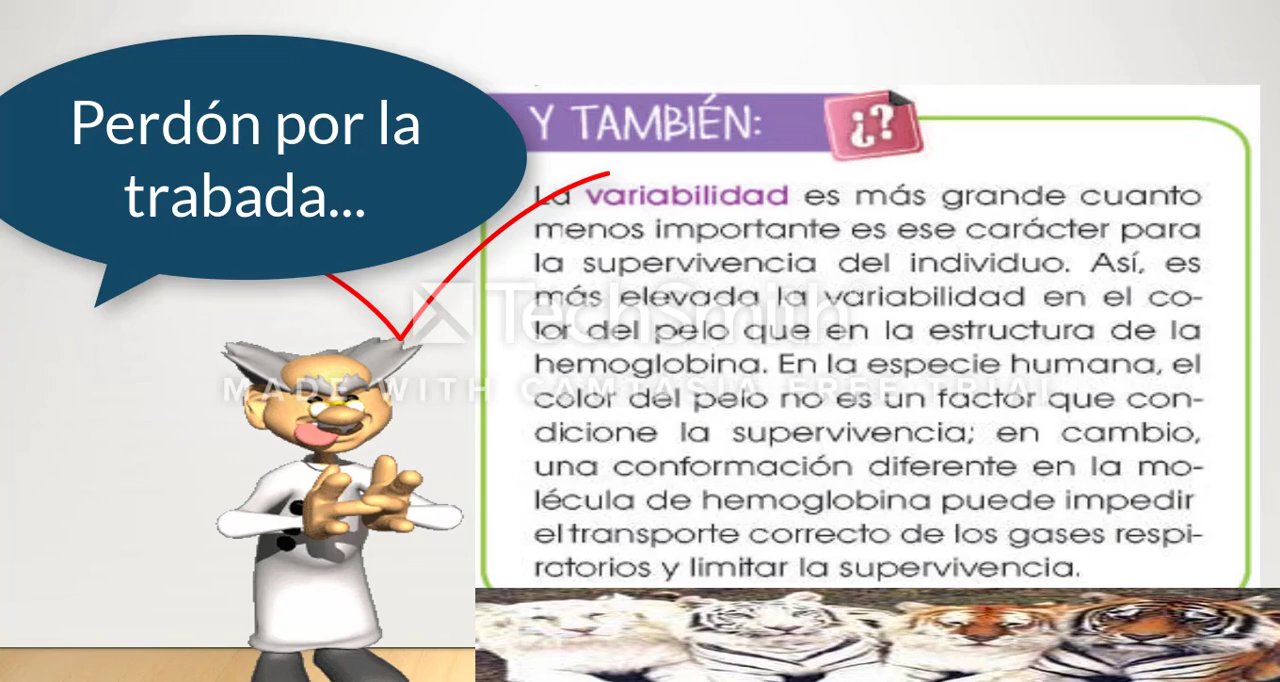 Perdón por la
trabada...
Y TAMBIÉN:
¿?
La variabilidad es más grande cuanto
menos importante es ese carácter para
la supervivencia del individuo. Así, es
más elevada la variabilidad en el co-
lor del pelo que en la estructura de la
hemoglobina. En la especie humana, el
color del pelo no es un factor que con-
dicione la supervivencia; en cambio,
una conformación diferente en la mo-
lécula de hemoglobina puede impedir
el transporte correcto de los gases respi-
ratorios y limitar la supervivencia.
TechSmith
MADE WITH CAMTASIA FREE TRIAL